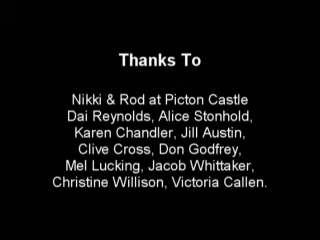 Thanks To
Nikki & Rod at Picton Castle
Dai Reynolds, Alice Stonhold,
Karen Chandler, Jill Austin,
Clive Cross, Don Godfrey,
Mel Lucking, Jacob Whittaker,
Christine Willison, Victoria Callen.